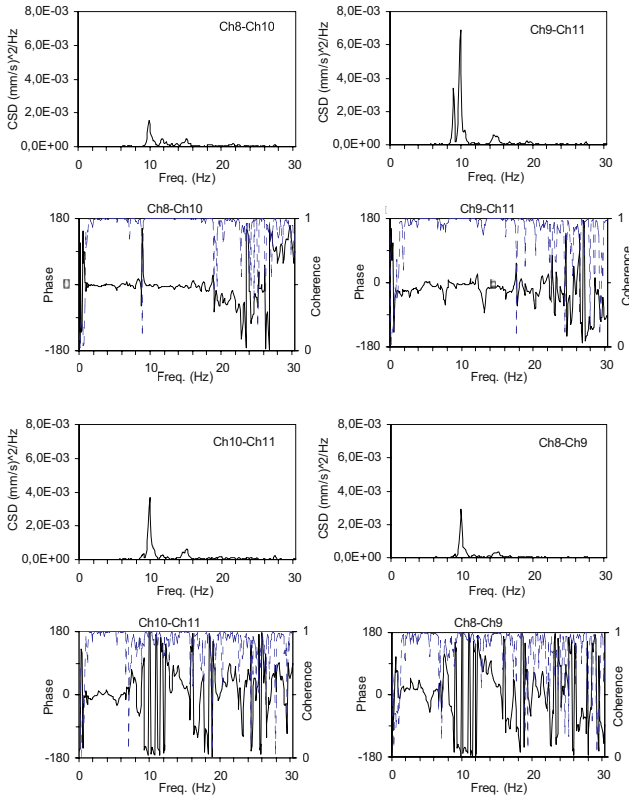 8,0E-03
6,0E-03
4,0E-03
2,0E-03
0,0E+00
CSD (mm/s)^2/Hz
Ch8-Ch10
0 10 20 30
Freq. (Hz)
8,0E-03
6,0E-03
4,0E-03
2,0E-03
0,0E+00
CSD (mm/s)^2/Hz
Ch9-Ch11
0 10 20 30
Freq. (Hz)
Ch8-Ch10
180
-180
Phase
1
0
Coherence
0 10 20 30
Freq. (Hz)
Ch9-Ch11
180
0
-180
Phase
1
0
Coherence
0 10 20 30
Freq. (Hz)
8,0E-03
6,0E-03
4,0E-03
2,0E-03
0,0E+00
CSD (mm/s)^2/Hz
Ch10-Ch11
0 10 20 30
Freq. (Hz)
8,0E-03
6,0E-03
4,0E-03
2,0E-03
0,0E+00
CSD (mm/s)^2/Hz
Ch8-Ch9
0 10 20 30
Freq. (Hz)
Ch10-Ch11
180
0
-180
Phase
1
0
Coherence
0 10 20 30
Freq. (Hz)
Ch8-Ch9
180
0
-180
Phase
1
0
Coherence
0 10 20 30
Freq. (Hz)